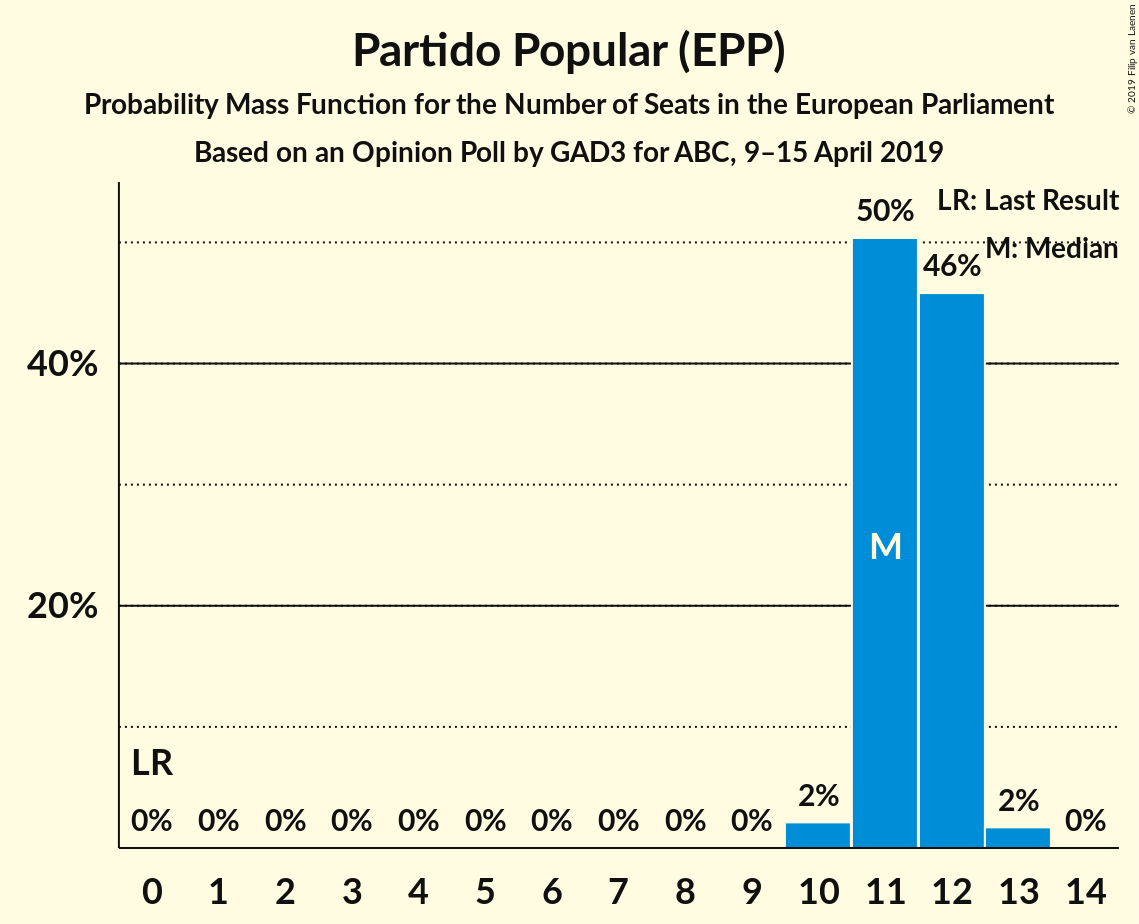 Partido Popular (EPP)
Probability Mass Function for the Number of Seats in the European Parliament
Based on an Opinion Poll by GAD3 for ABC, 9–15 April 2019
© 2019 Filip van Laenen
LR: Last Result
M: Median
50%
46%
40%
M
20%
LR
0% 0% 0% 0% 0% 0% 0% 0% 0% 0% 2% 2% 0%
0 1 2 3 4 5 6 7 8 9 10 11 12 13 14